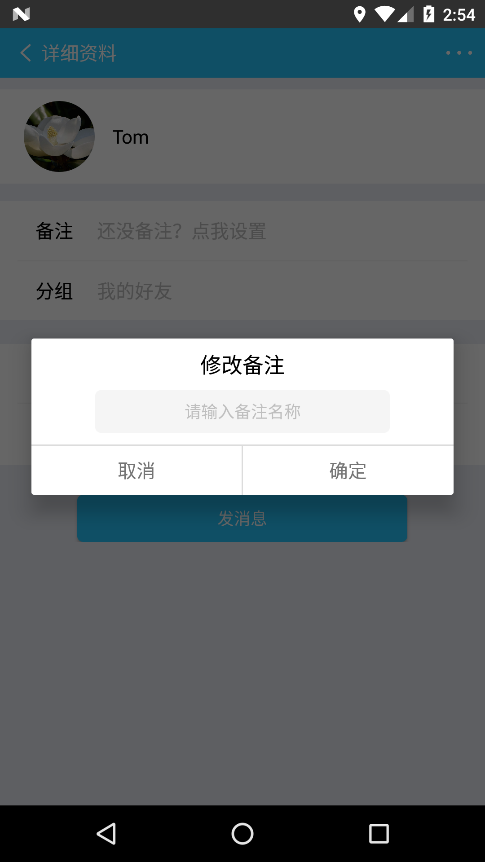 2:54
详细资料
Tom
备注 还没备注？点我设置
分组 我的好友
修改备注
请输入备注名称
取消 确定
发消息